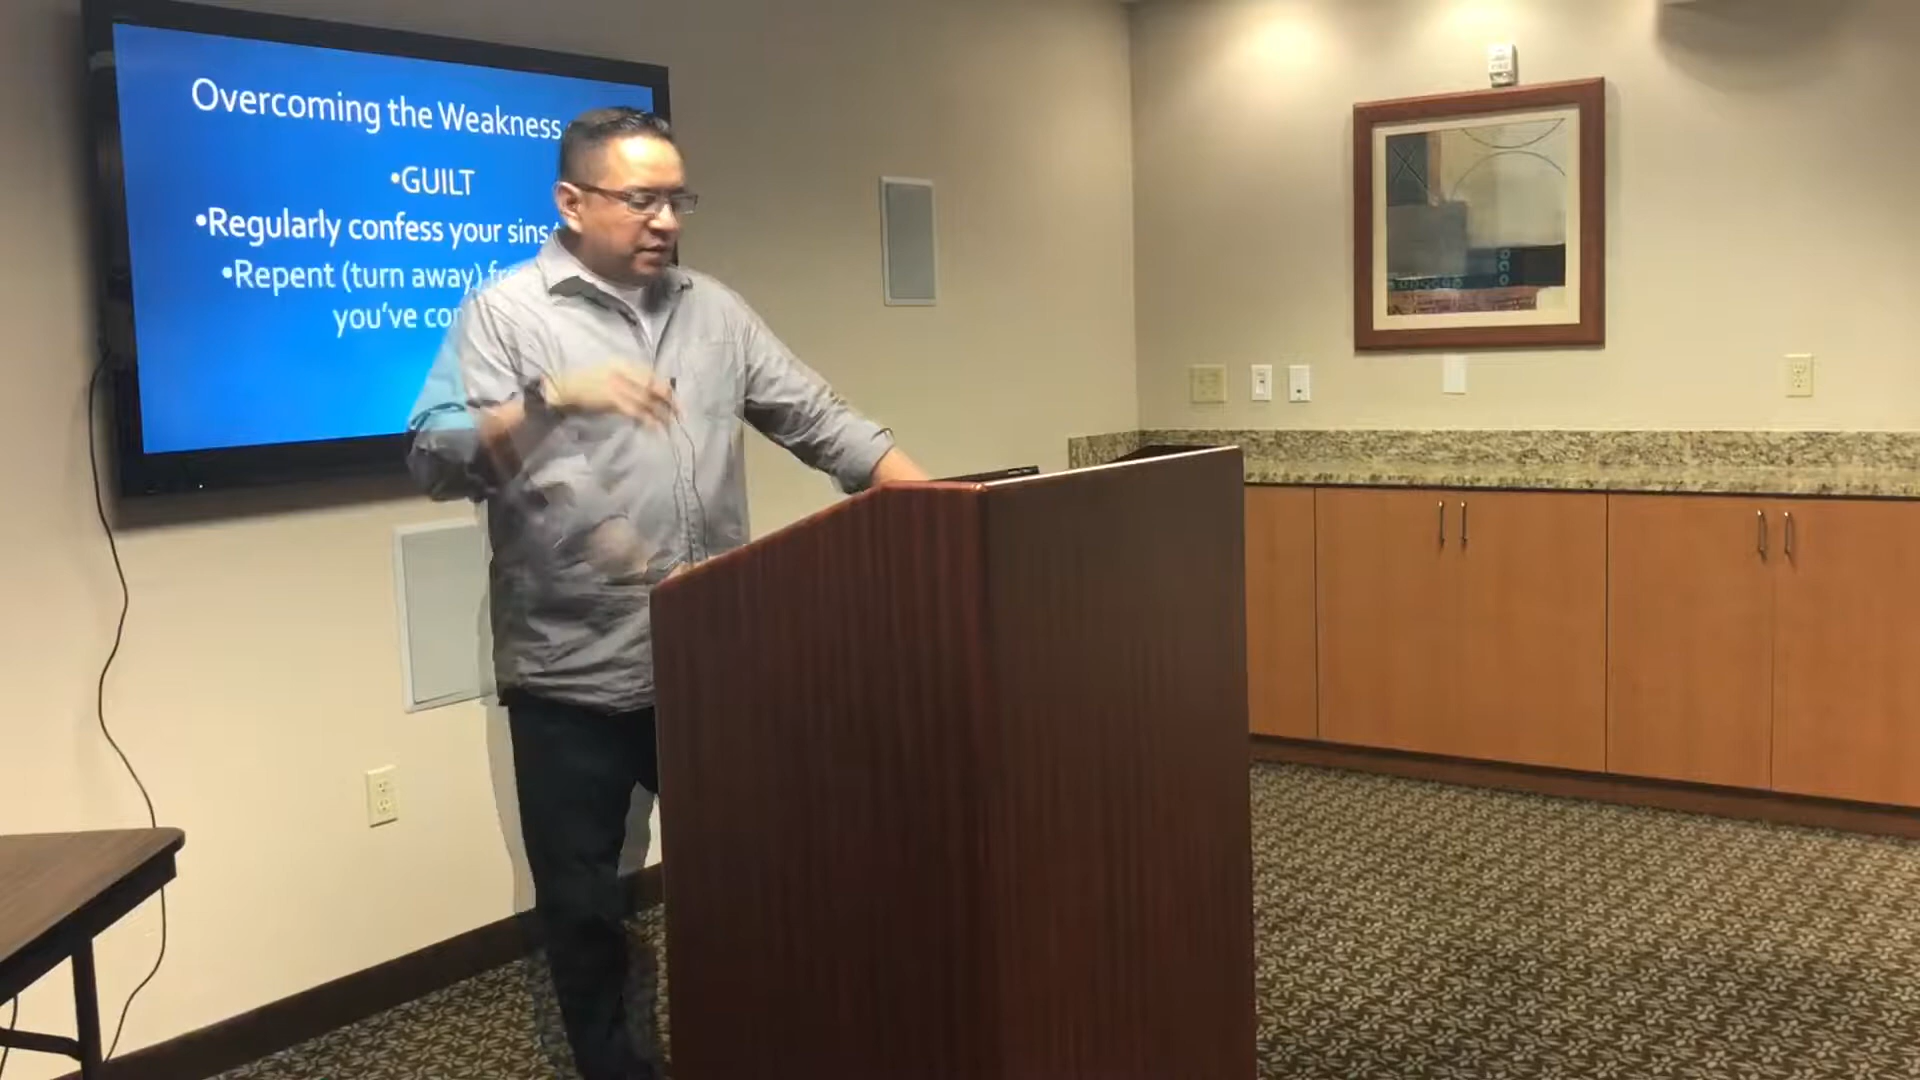 Overcoming the Weakness
•GUILT
•Regularly confess your sins
•Repent (turn away)
you've